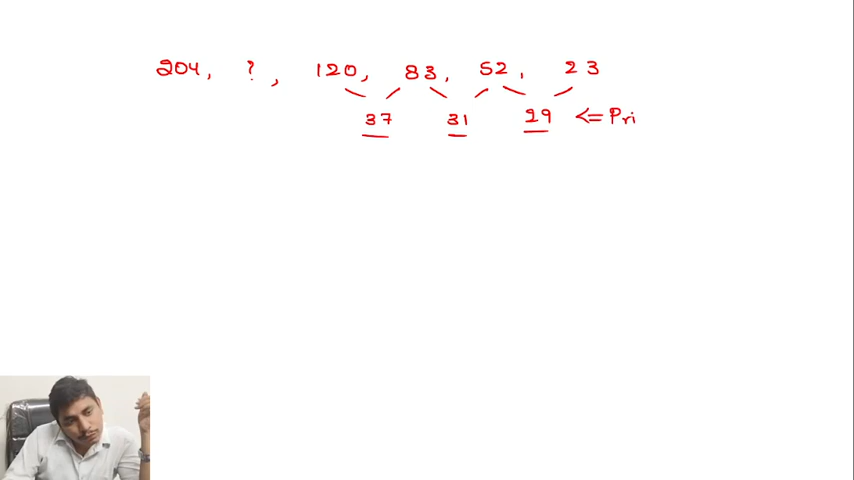 204, ?, 120, 83, 52, 23
37 31 29 <= Pri